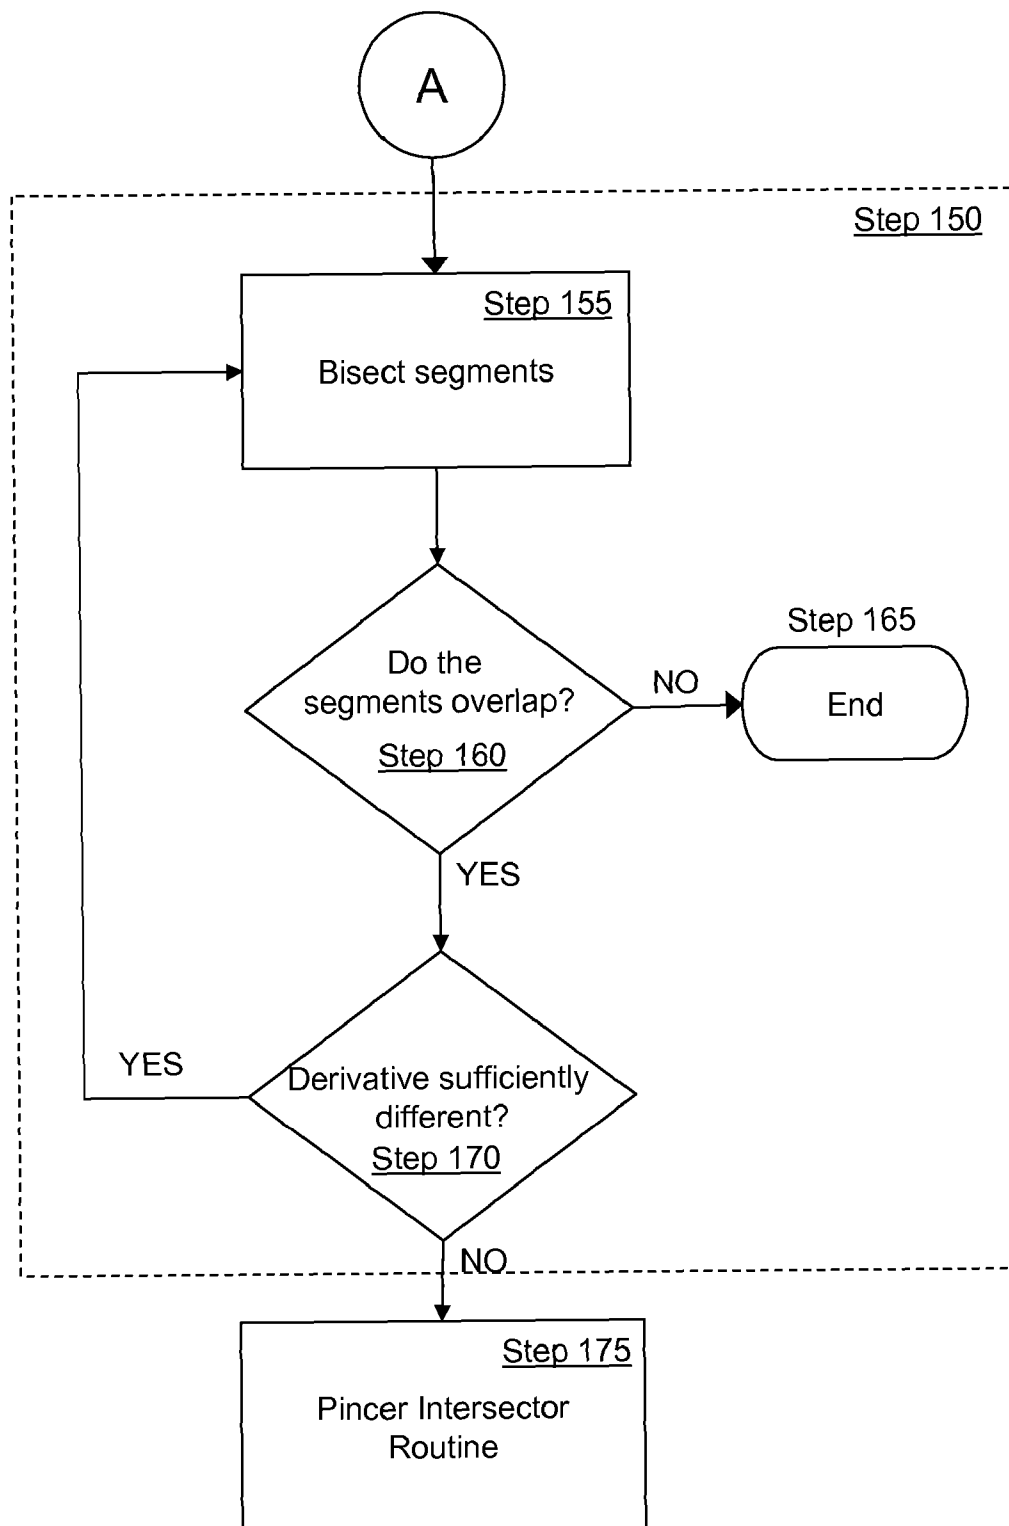 A
Step 150
Step 155
Bisect segments
Do the
segments overlap?
Step 160
NO
Step 165
End
YES
Derivative sufficiently
different?
Step 170
YES
NO
Step 175
Pincer Intersector
Routine